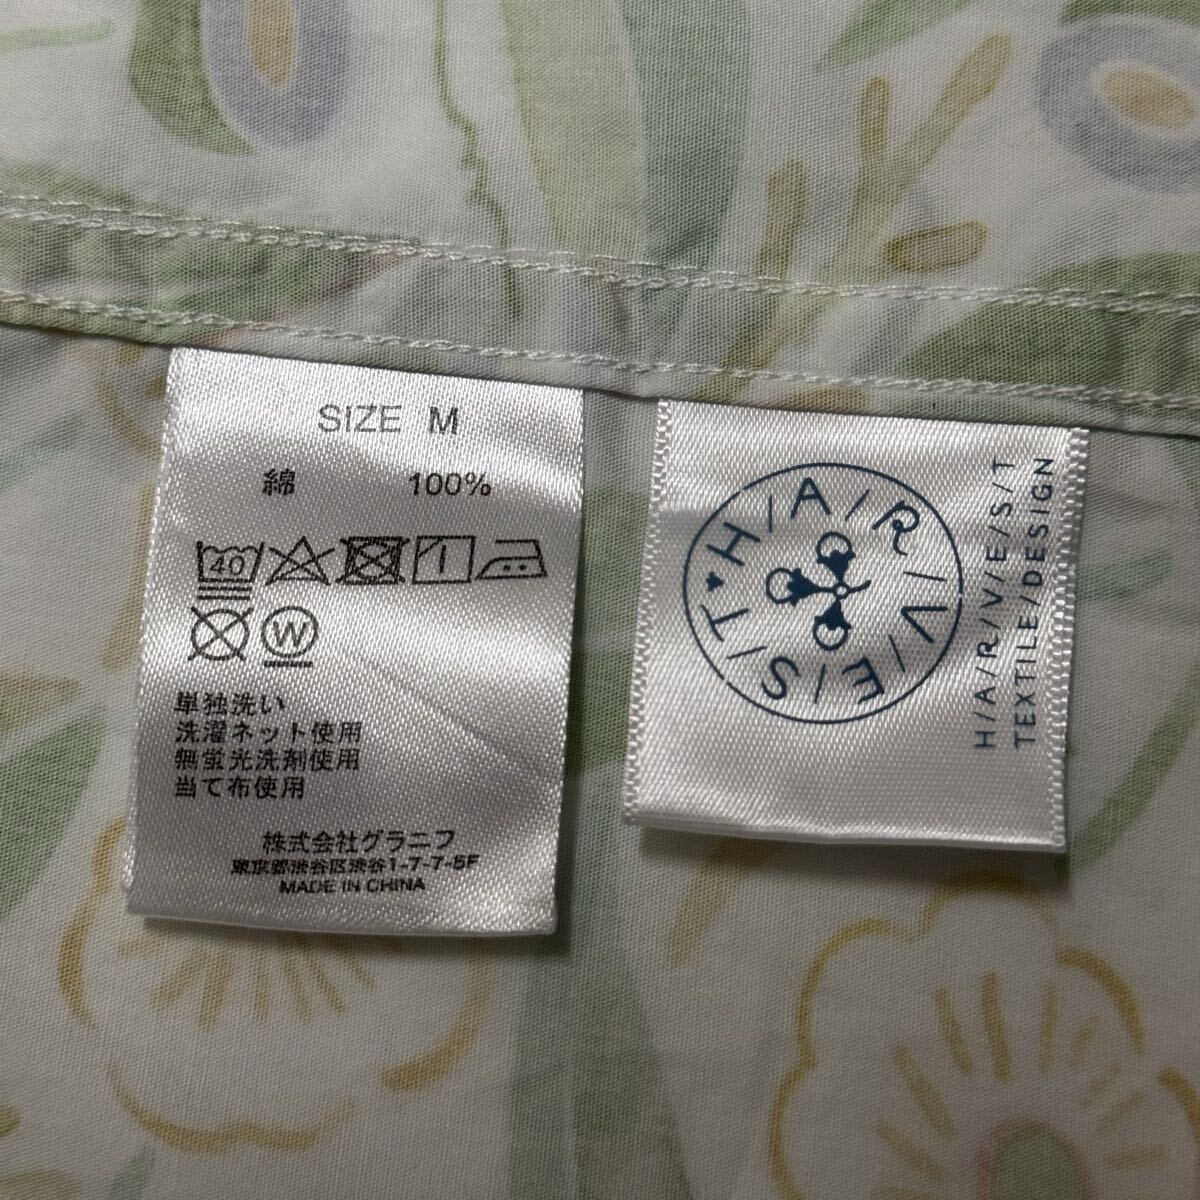 SIZE M
綿 100%
40
W
単独洗い
洗濯ネット使用
無蛍光洗剤使用
当て布使用
株式会社グラニフ
東京都渋谷区渋谷1-7-7-5F
MADE IN CHINA
H/A/R/V/E/S/T
H/A/R/V/E/S/T
TEXTILE/DESIGN